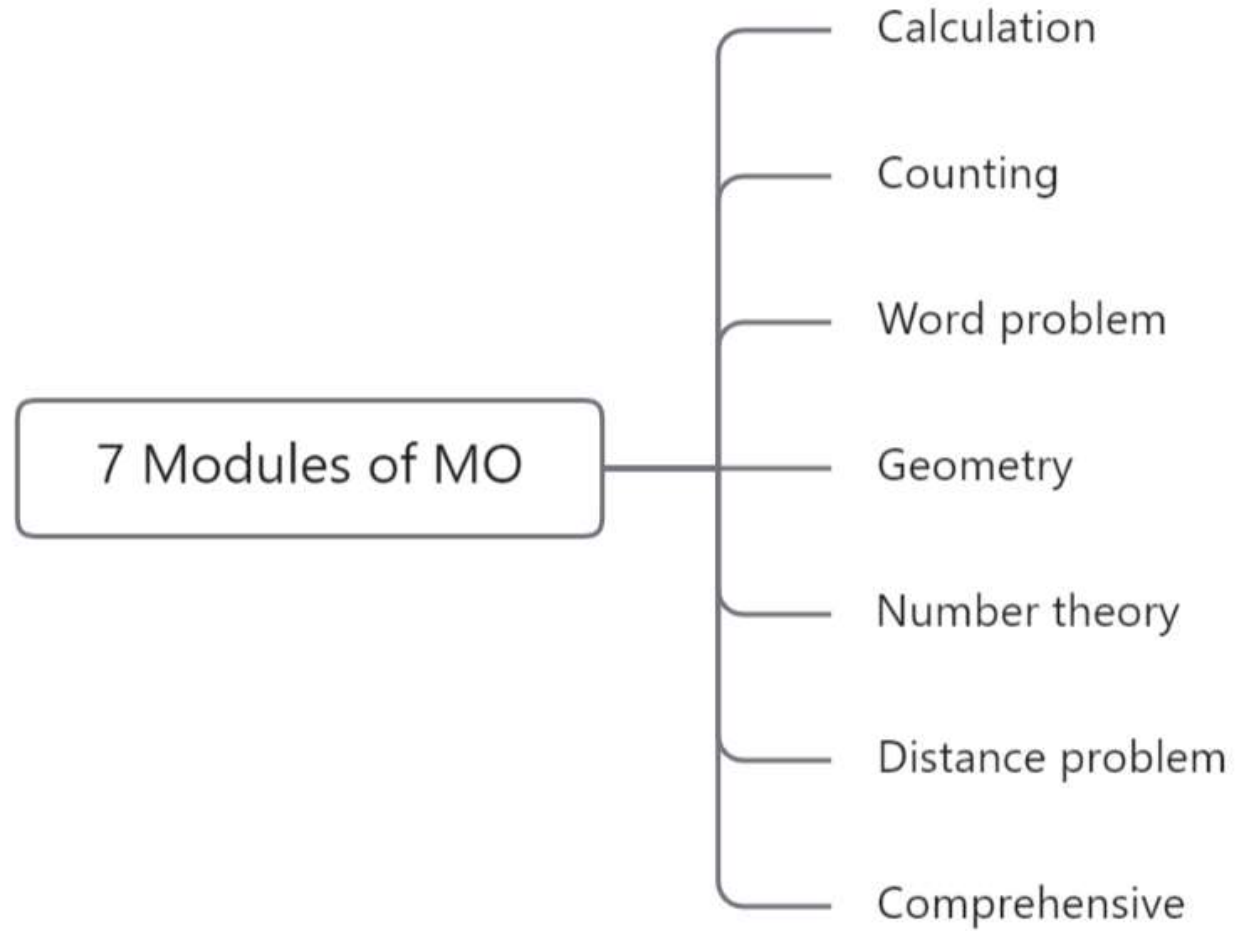 Calculation
Counting
Word problem
7 Modules of MO
Geometry
Number theory
Distance problem
Comprehensive